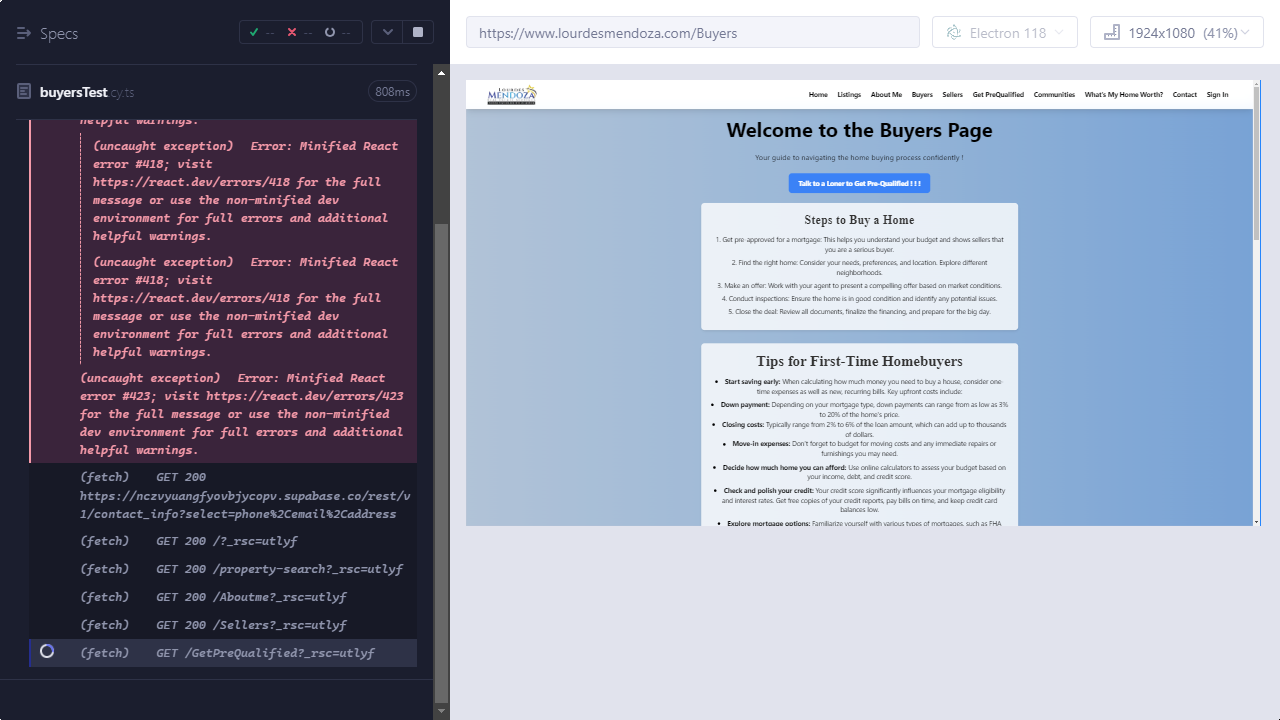 Specs
--
--
--
https://www.lourdesmendoza.com/Buyers
Electron 118
1924x1080 (41%)
buyersTest.cy.ts
808ms
helpful warnings.
(uncaught exception) Error: Minified React
error #418; visit
https://react.dev/errors/418 for the full
message or use the non-minified dev
environment for full errors and additional
helpful warnings.
(uncaught exception) Error: Minified React
error #418; visit
https://react.dev/errors/418 for the full
message or use the non-minified dev
environment for full errors and additional
helpful warnings.
(uncaught exception) Error: Minified React
error #423; visit https://react.dev/errors/423
for the full message or use the non-minified
dev environment for full errors and additional
helpful warnings.
(fetch) GET 200
https://nczvyuangjbovbjycopv.supabase.co/rest/v
1/contact_info?select=phone%2Cemail%2Caddress
(fetch) GET 200 /?_rsc=utlyf
(fetch) GET 200 /property-search?_rsc=utlyf
(fetch) GET 200 /Aboutme?_rsc=utlyf
(fetch) GET 200 /Sellers?_rsc=utlyf
(fetch) GET /GetPreQualified?_rsc=utlyf
LOURDES
MENDOZA
Home Listings About Me Buyers Sellers Get PreQualified Communities What's My Home Worth? Contact Sign In
Welcome to the Buyers Page
Your guide to navigating the home buying process confidently !
Talk to a Loner to Get Pre-Qualified ! ! !
Steps to Buy a Home
1. Get pre-approved for a mortgage: This helps you understand your budget and shows sellers that
you are a serious buyer.
2. Find the right home: Consider your needs, preferences, and location. Explore different
neighborhoods.
3. Make an offer: Work with your agent to present a compelling offer based on market conditions.
4. Conduct inspections: Ensure the home is in good condition and identify any potential issues.
5. Close the deal: Review all documents, finalize the financing, and prepare for the big day.
Tips for First-Time Homebuyers
• Start saving early: When calculating how much money you need to buy a house, consider one-
time expenses as well as new, recurring bills. Key upfront costs include:
• Down payment: Depending on your mortgage type, down payments can range from as low as 3%
to 20% of the home's price.
• Closing costs: Typically range from 2% to 6% of the loan amount, which can add up to thousands
of dollars.
• Move-in expenses: Don't forget to budget for moving costs and any immediate repairs or
furnishings you may need.
• Decide how much home you can afford: Use online calculators to assess your budget based on
your income, debt, and credit score.
• Check and polish your credit: Your credit score significantly influences your mortgage eligibility
and interest rates. Get free copies of your credit reports, pay bills on time, and keep credit card
balances low.
• Explore mortgage options: Familiarize yourself with various types of mortgages, such as FHA